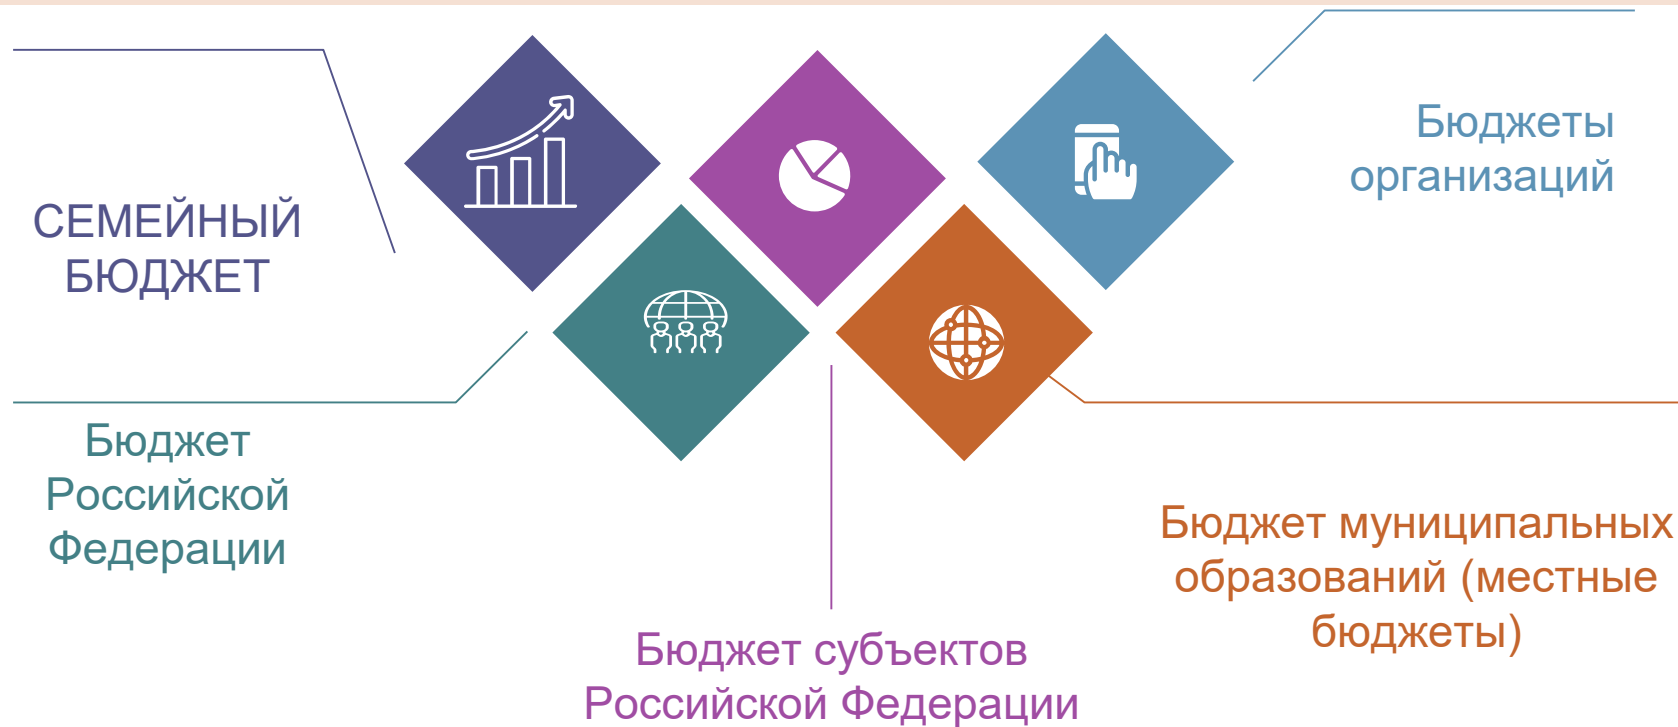 СЕМЕЙНЫЙ
БЮДЖЕТ
Бюджет
Российской
Федерации
Бюджет субъектов
Российской Федерации
Бюджет муниципальных
образований (местные
бюджеты)
Бюджеты
организаций